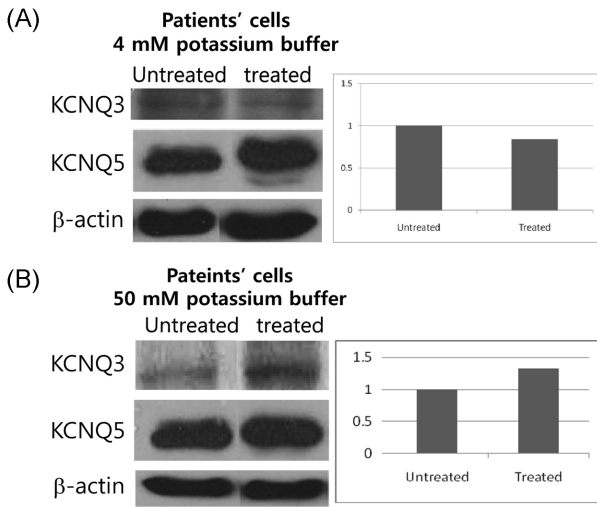 (A)
Patients’ cells
4 mM potassium buffer
Untreated treated
KCNQ3
KCNQ5
β-actin
1.5
1
0.5
0
Untreated Treated
(B)
Pateints’ cells
50 mM potassium buffer
Untreated treated
KCNQ3
KCNQ5
β-actin
1.5
1
0.5
0
Untreated Treated